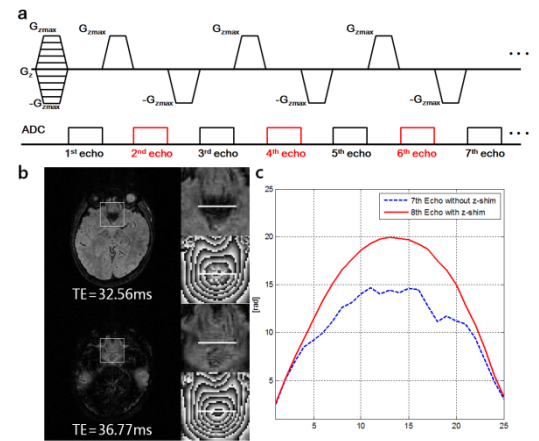 a
Gzmax Gzmax Gzmax Gzmax
Gz
-Gzmax -Gzmax -Gzmax -Gzmax
...
ADC
...
1st echo 2nd echo 3rd echo 4th echo 5th echo 6th echo 7th echo
b
TE=32.56ms
TE=36.77ms
c
25
7th Echo without z-shim
8th Echo with z-shim
20
15
[rad]
10
5
5 10 15 20 25